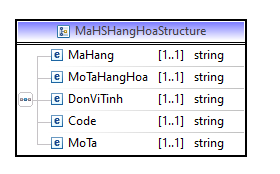 MaHSHangHoaStructure
MaHang [1..1] string
MoTaHangHoa [1..1] string
DonViTinh [1..1] string
Code [1..1] string
MoTa [1..1] string